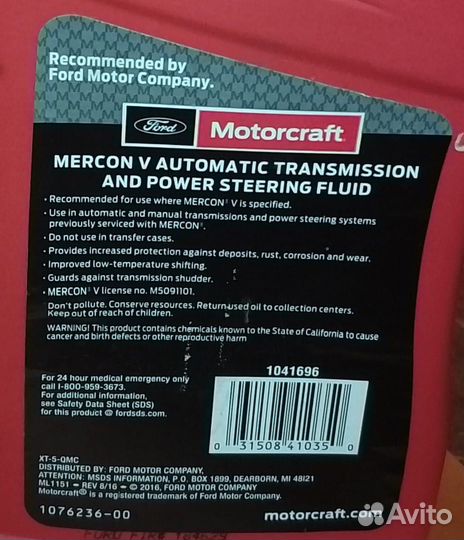 Recommended by
Ford Motor Company.
Ford Motorcraft
MERCON V AUTOMATIC TRANSMISSION
AND POWER STEERING FLUID
• Recommended for use where MERCON® V is specified.
• Use in automatic and manual transmissions and power steering systems
previously serviced with MERCON®.
• Do not use in transfer cases.
• Provides increased protection against deposits, rust, corrosion and wear.
• Improved low-temperature shifting.
• Guards against transmission shudder.
• MERCON® V license no. M5091101.
Don't pollute. Conserve resources. Return used oil to collection centers.
Keep out of reach of children.
WARNING! This product contains chemicals known to the State of California to cause
cancer and birth defects or other reproductive harm
For 24 hour medical emergency only
call 1-800-959-3673.
For additional information,
see Safety Data Sheet (SDS)
for this product @ fordsds.com.
1041696
0 31508 41035 0
XT-5-QMC
DISTRIBUTED BY: FORD MOTOR COMPANY,
ATTENTION: MSDS INFORMATION, P.O. BOX 1899, DEARBORN, MI 48121
ML1151 - REV 8/16 - © 2016, FORD MOTOR COMPANY
Motorcraft® is a registered trademark of Ford Motor Company.
1076236-00
motorcraft.com
Avito